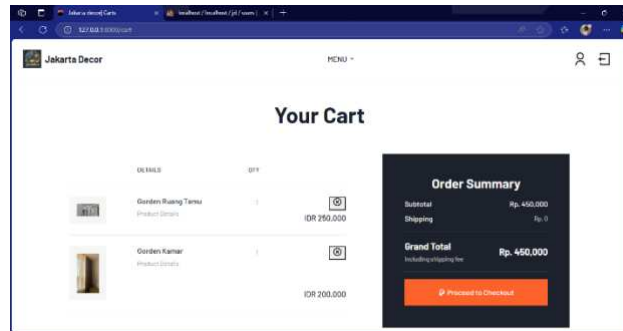 Jakarta Decor
MENU
Your Cart
DETAILS QTY
Gorden Ruang Tamu
Product Details
IDR 250,000
Gorden Kamar
Product Details
IDR 200,000
Order Summary
Subtotal Rp. 450,000
Shipping Rp. 0
Grand Total Rp. 450,000
Including shipping fee
Proceed to Checkout